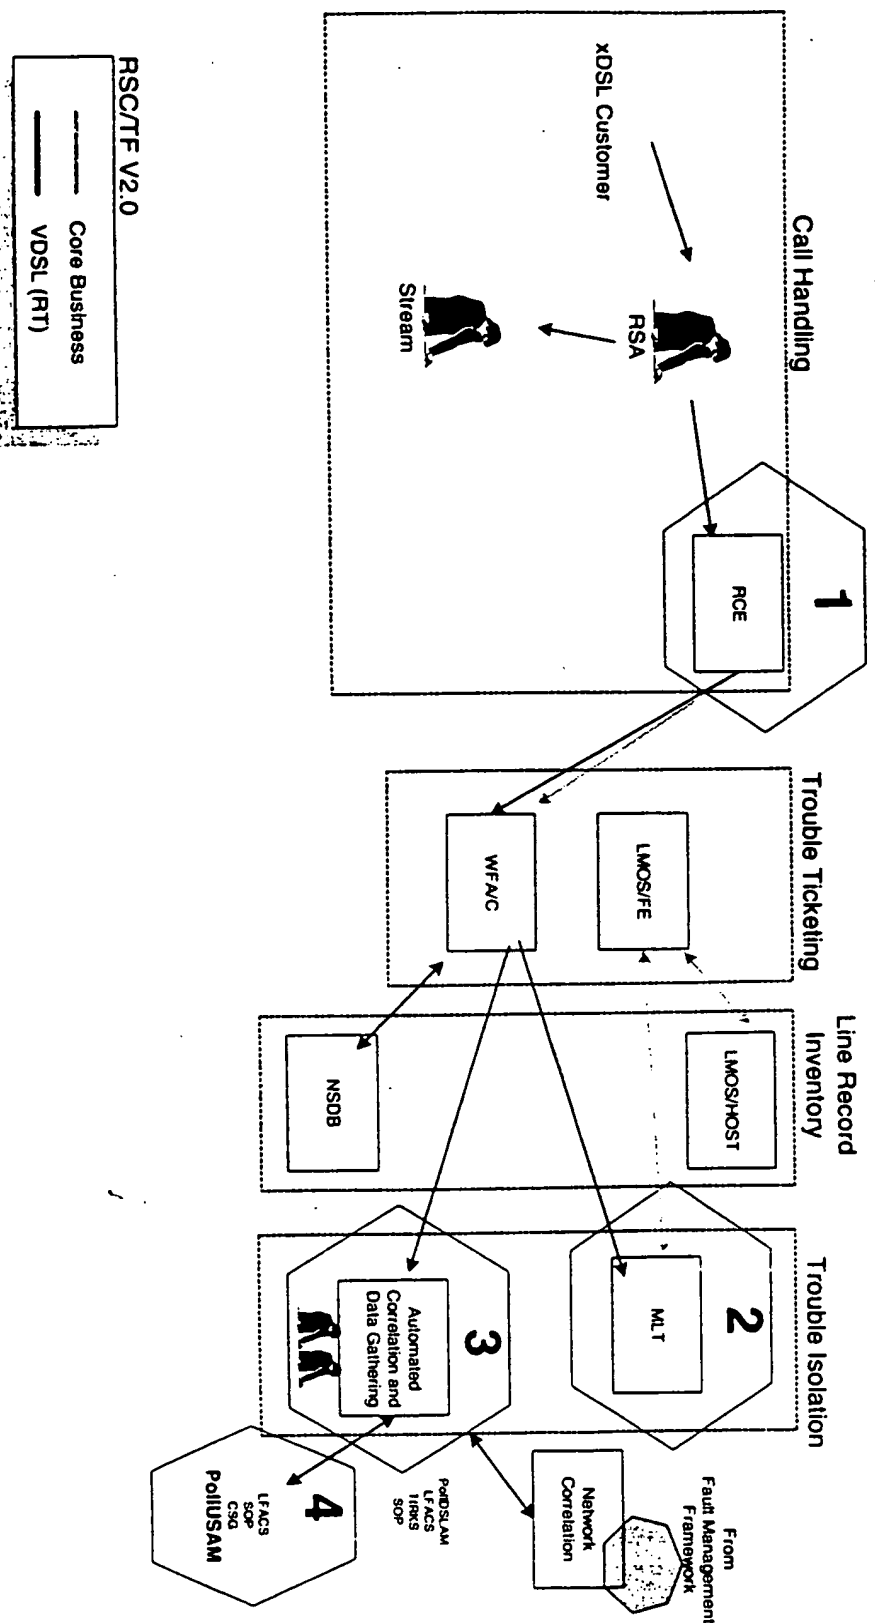 Call Handling
xDSL Customer
RSA
Stream
1
RCE
Trouble Ticketing
LMOS/FE
WFA/C
Line Record
Inventory
LMOS/HOST
NSDB
Trouble Isolation
2
MLT
3
Automated
Correlation and
Data Gathering
From
Fault Management
Framework
Network
Correlation
PollDSLAM
LFACS
TIRKS
SOP
4
LFACS
SOP
CSG
PollUSAM
RSC/TF V2.0
Core Business
VDSL (RT)